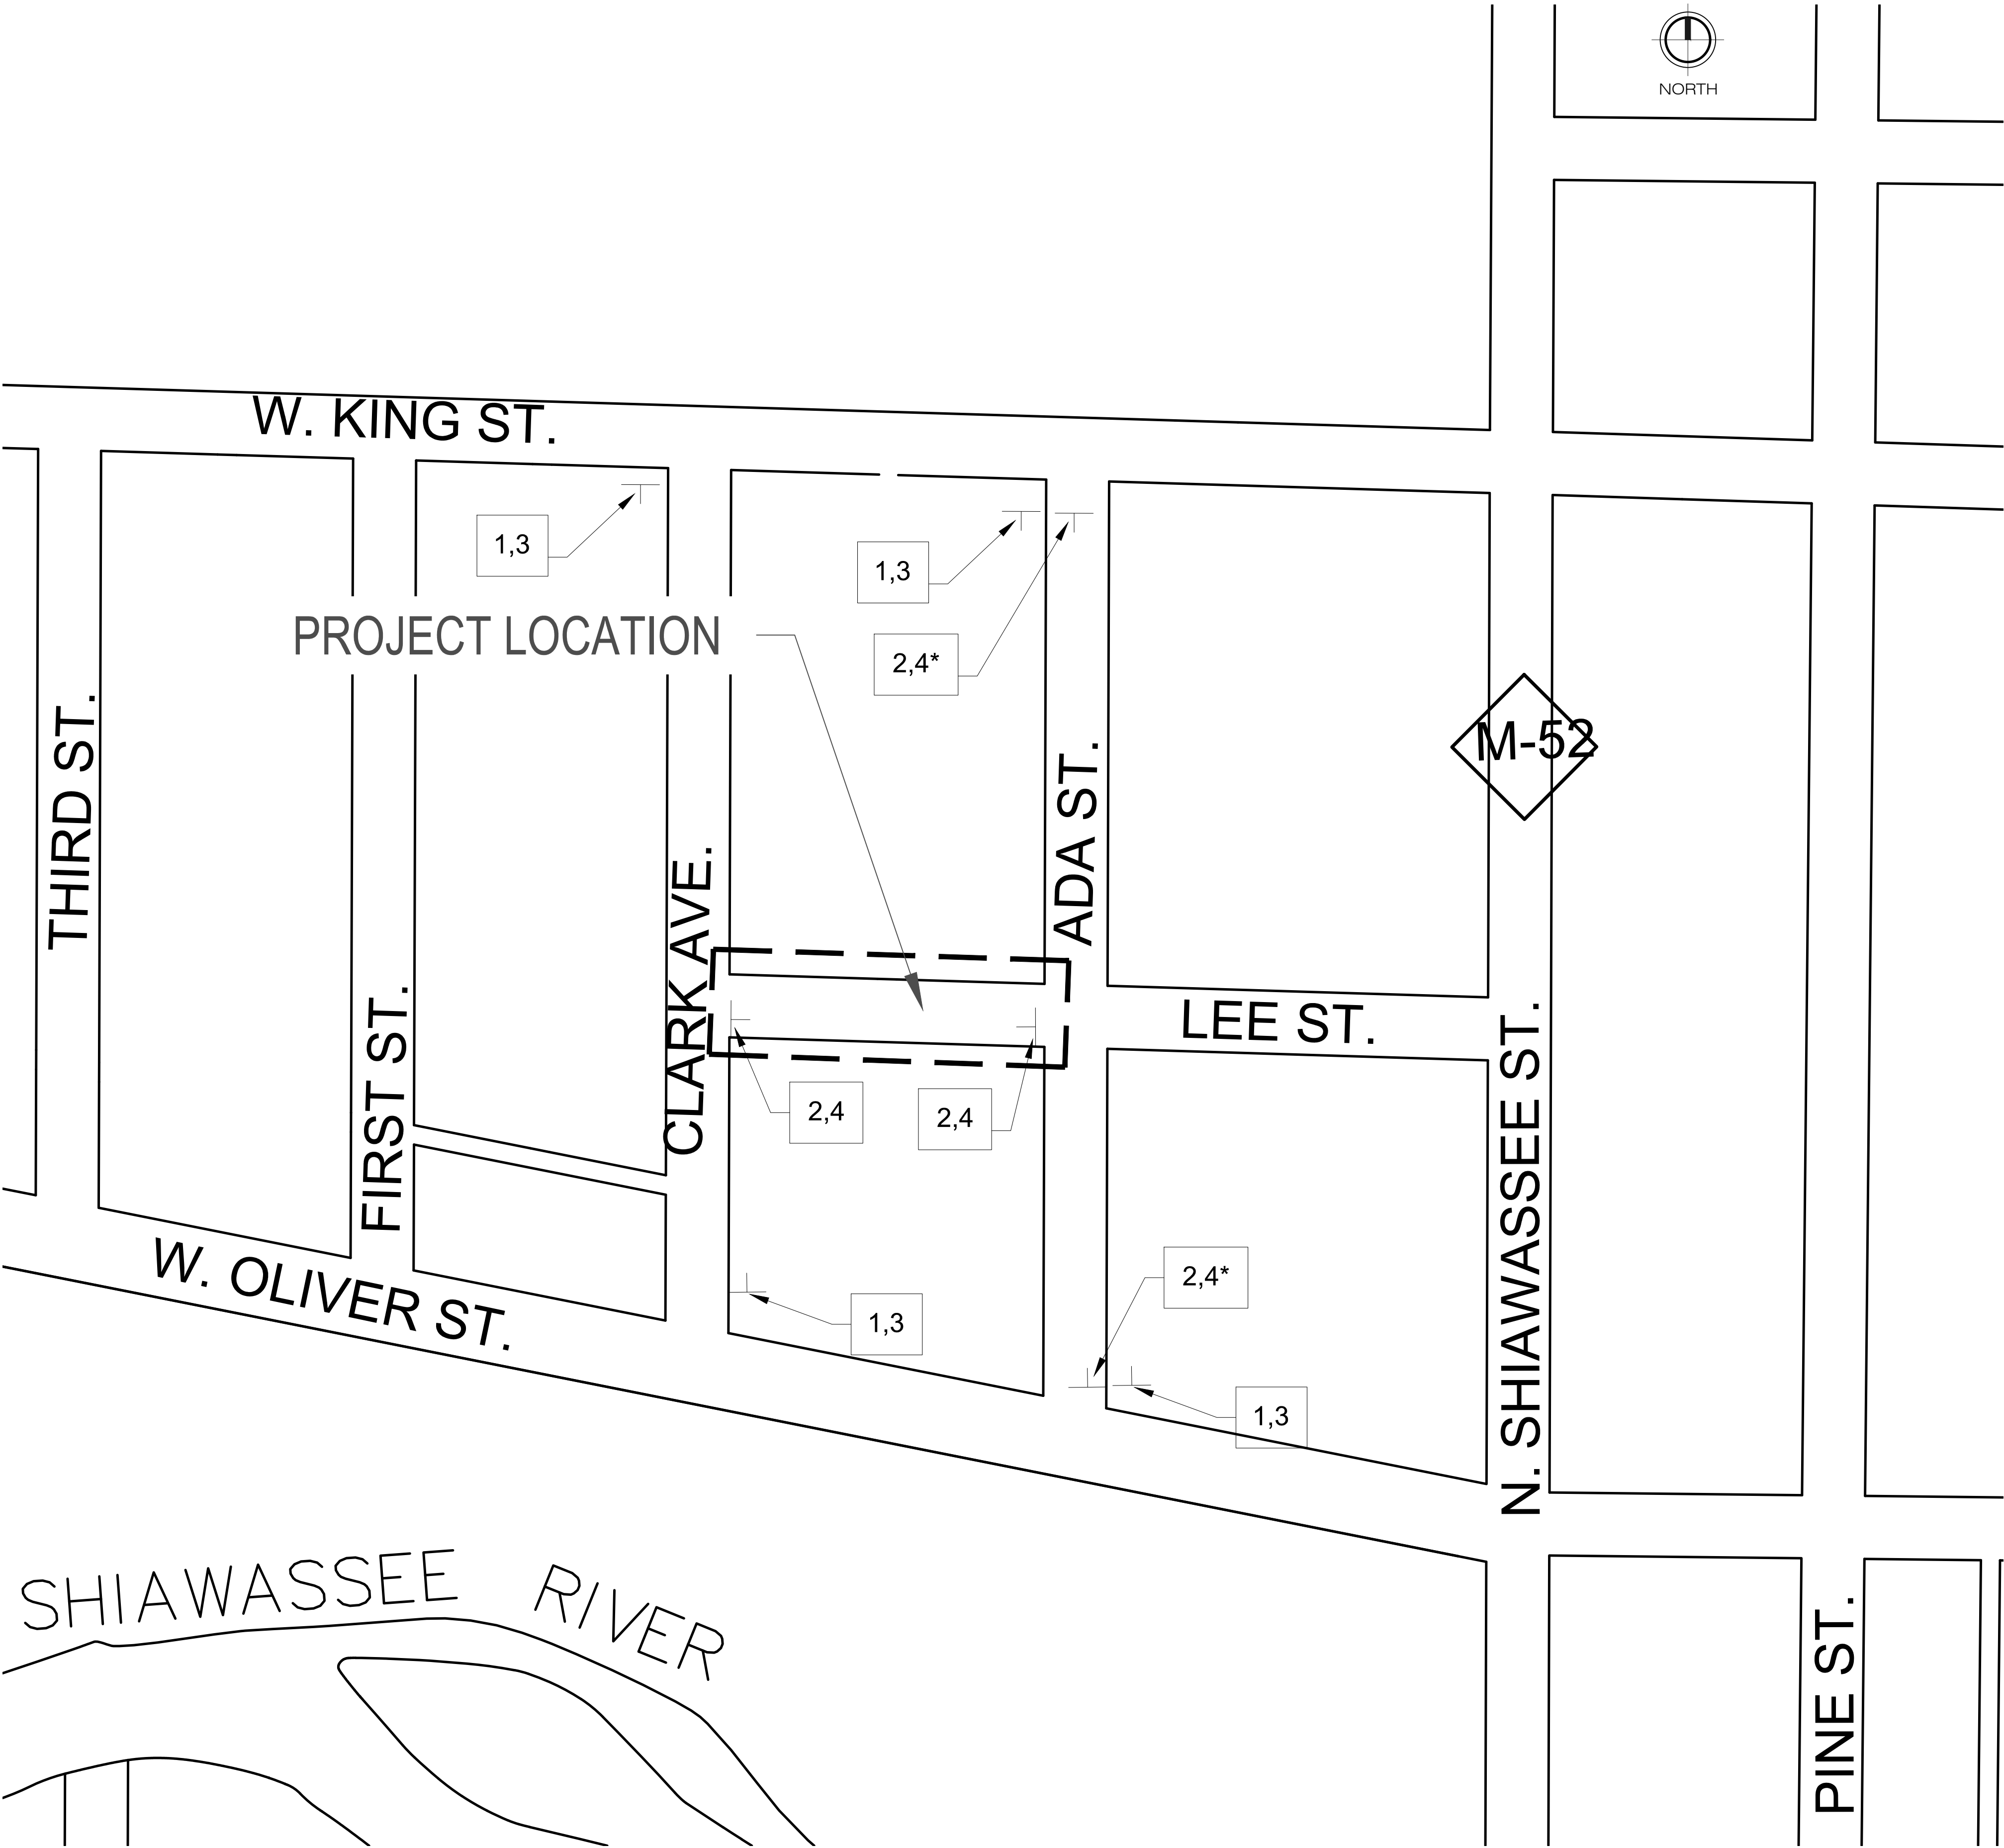 NORTH
W. KING ST.
1,3
1,3
PROJECT LOCATION
2,4*
THIRD ST.
M-52
ADA ST.
CLARK AVE.
FIRST ST.
LEE ST.
2,4
2,4
N. SHIAWASSEE ST.
W. OLIVER ST.
2,4*
1,3
1,3
SHIAWASSEE RIVER
PINE ST.